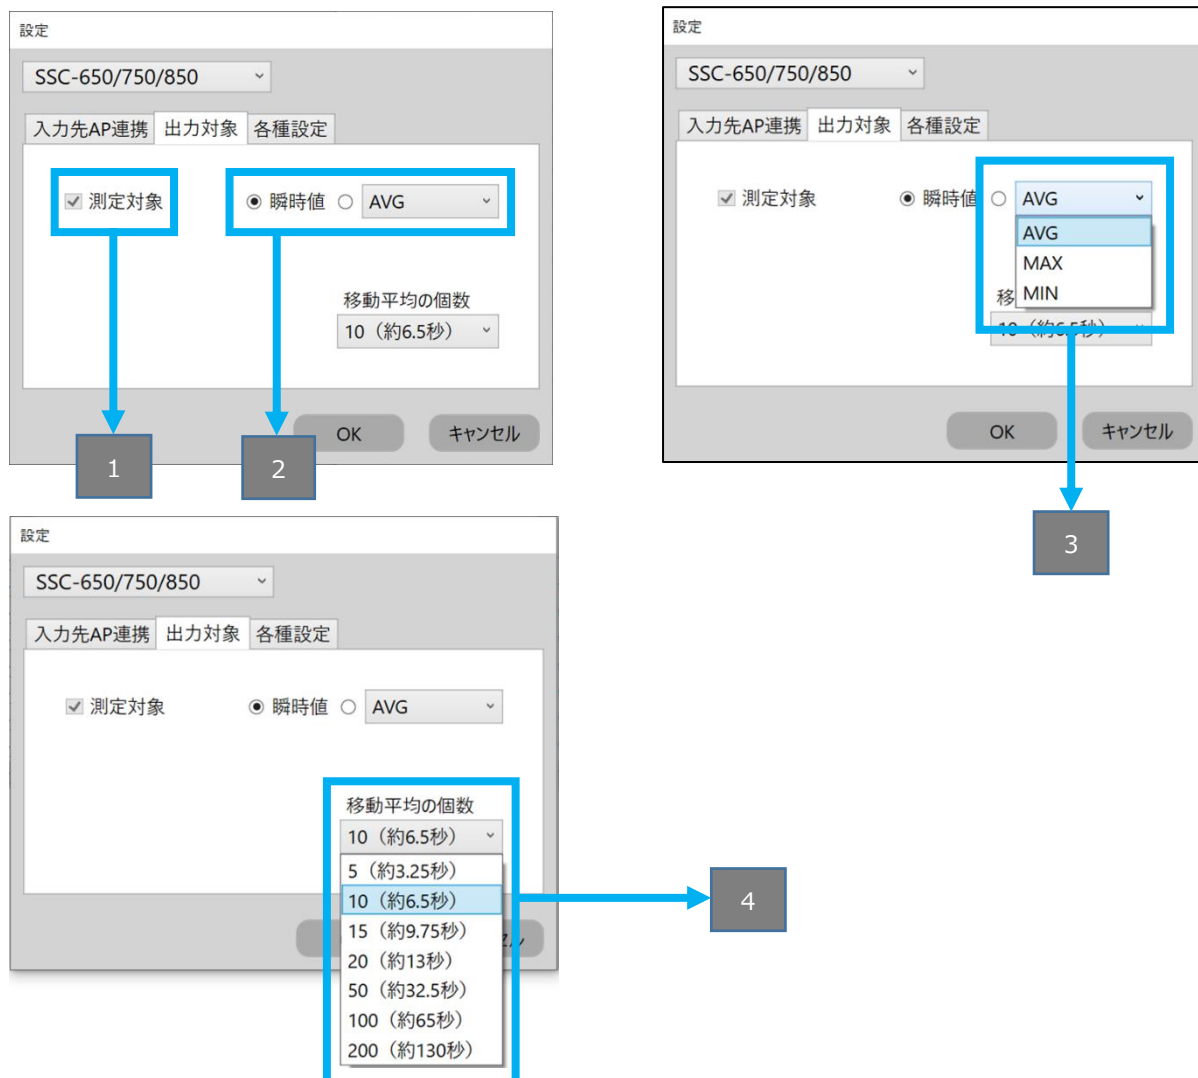 設定
SSC-650/750/850
入力先AP連携 出力対象 各種設定
測定対象 瞬時値 AVG
移動平均の個数
10（約6.5秒）
OK キャンセル
1 2
設定
SSC-650/750/850
入力先AP連携 出力対象 各種設定
測定対象 瞬時値 AVG
AVG
MAX
移 MIN
10（約6.5秒）
OK キャンセル
3
設定
SSC-650/750/850
入力先AP連携 出力対象 各種設定
測定対象 瞬時値 AVG
移動平均の個数
10（約6.5秒）
5（約3.25秒）
10（約6.5秒）
15（約9.75秒）
20（約13秒）
50（約32.5秒）
100（約65秒）
200（約130秒）
4